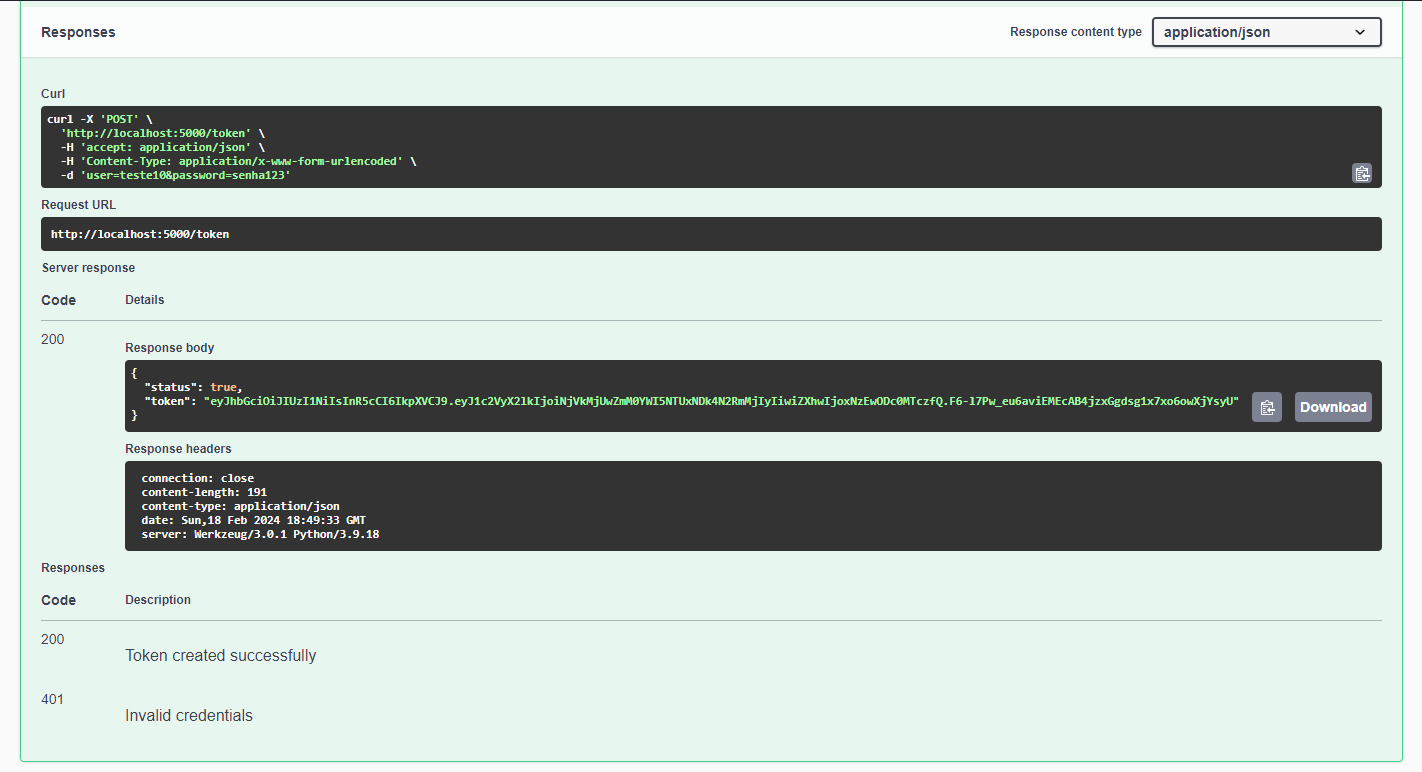 Responses
Response content type
application/json
Curl
curl -X 'POST' \
'http://localhost:5000/token' \
-H 'accept: application/json' \
-H 'Content-Type: application/x-www-form-urlencoded' \
-d 'user=teste10&password=senha123'
Request URL
http://localhost:5000/token
Server response
Code Details
200
Response body
{
"status": true,
"token": "eyJhbGciOiJIUzI1NiIsInR5cCI6IkpXVCJ9.eyJ1c2VyX2lkIjoiNjVkMjUwZmM0YWI5NTUxNDk4N2RmMjIyIiwiZXhwIjoxNzEwODc0MTczfQ.F6-l7Pw_eu6aviEMEcAB4jzxGgdsg1x7xo6owXjYsyU"
}
Download
Response headers
connection: close
content-length: 191
content-type: application/json
date: Sun,18 Feb 2024 18:49:33 GMT
server: Werkzeug/3.0.1 Python/3.9.18
Responses
Code Description
200
Token created successfully
401
Invalid credentials